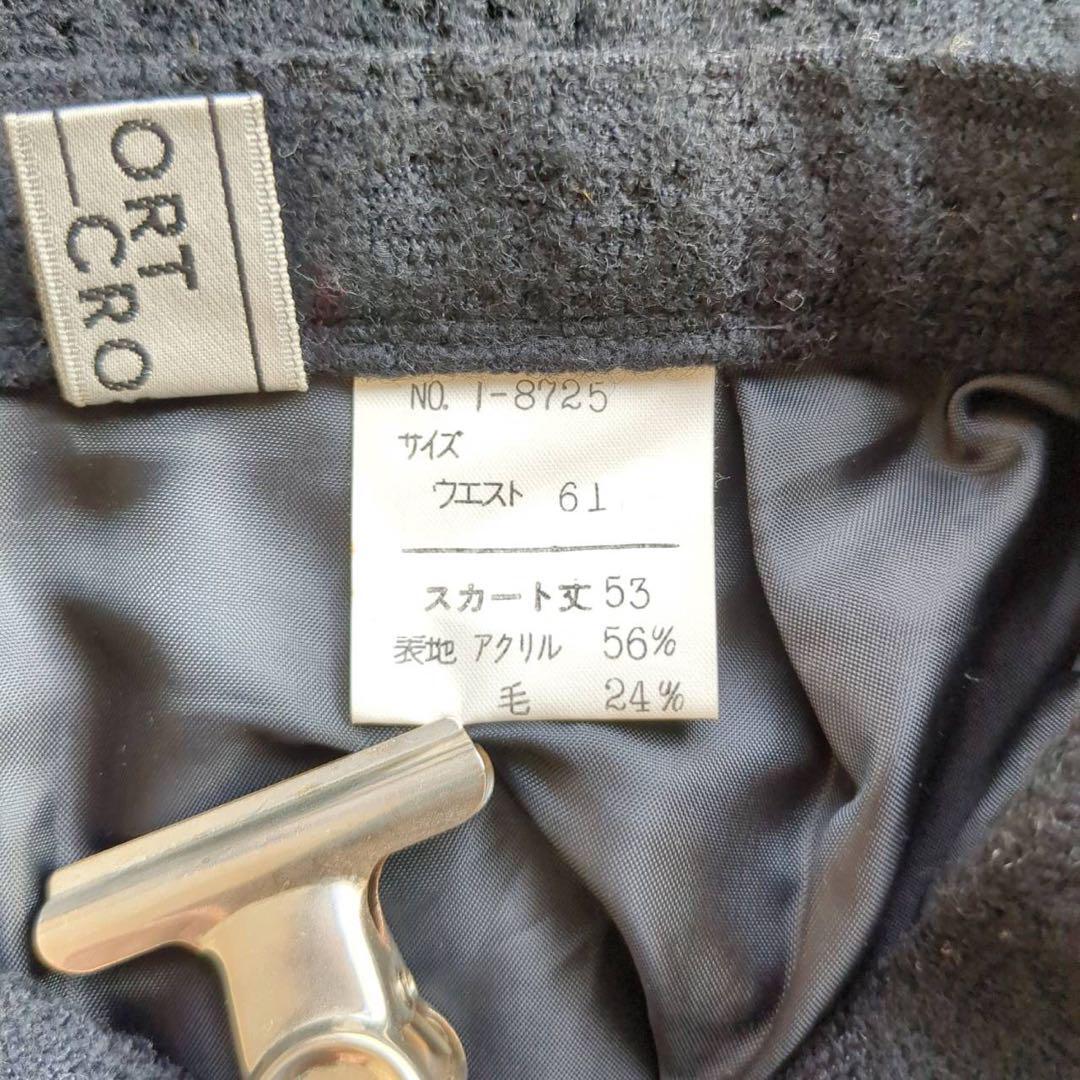 ORT
CRO
NO. 1-8725
サイズ
ウエスト 61
スカート丈 53
表地 アクリル 56%
毛 24%